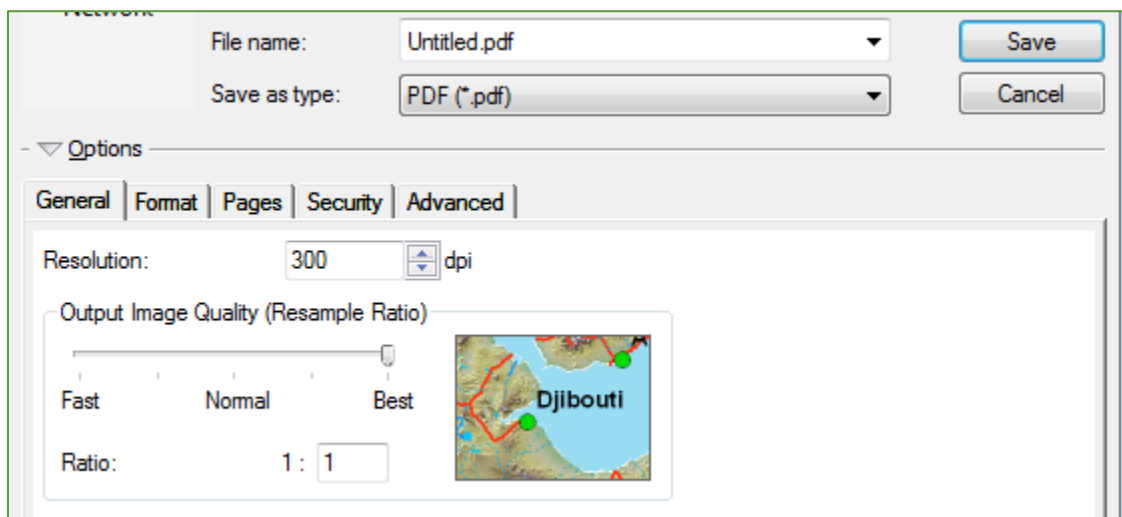 Network
File name: Untitled.pdf Save
Save as type: PDF (*.pdf) Cancel
Options
General Format Pages Security Advanced
Resolution: 300 dpi
Output Image Quality (Resample Ratio)
Fast Normal Best
Djibouti
Ratio: 1 : 1